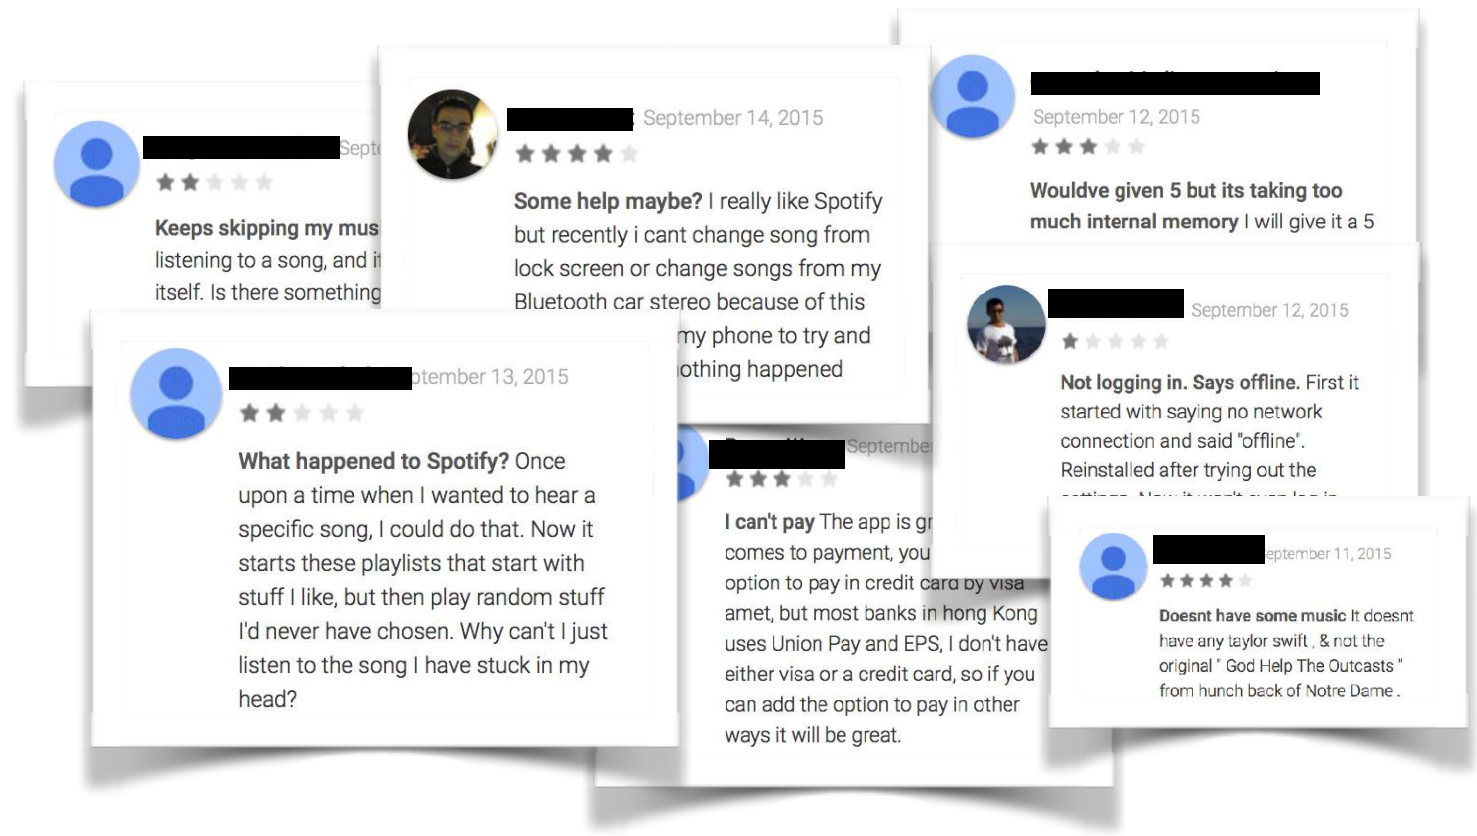 Sept
Keeps skipping my musi
listening to a song, and it
itself. Is there something
September 14, 2015
Some help maybe? I really like Spotify
but recently i cant change song from
lock screen or change songs from my
Bluetooth car stereo because of this
my phone to try and
nothing happened
September 12, 2015
Wouldve given 5 but its taking too
much internal memory I will give it a 5
September 12, 2015
Not logging in. Says offline. First it
started with saying no network
connection and said "offline".
Reinstalled after trying out the
settings. Now it won't even log in
ptember 13, 2015
What happened to Spotify? Once
upon a time when I wanted to hear a
specific song, I could do that. Now it
starts these playlists that start with
stuff I like, but then play random stuff
I'd never have chosen. Why can't I just
listen to the song I have stuck in my
head?
September
I can't pay The app is gr
comes to payment, you
option to pay in credit card by visa
amet, but most banks in hong Kong
uses Union Pay and EPS, I don't have
either visa or a credit card, so if you
can add the option to pay in other
ways it will be great.
eptember 11, 2015
Doesnt have some music It doesnt
have any taylor swift , & not the
original " God Help The Outcasts "
from hunch back of Notre Dame .